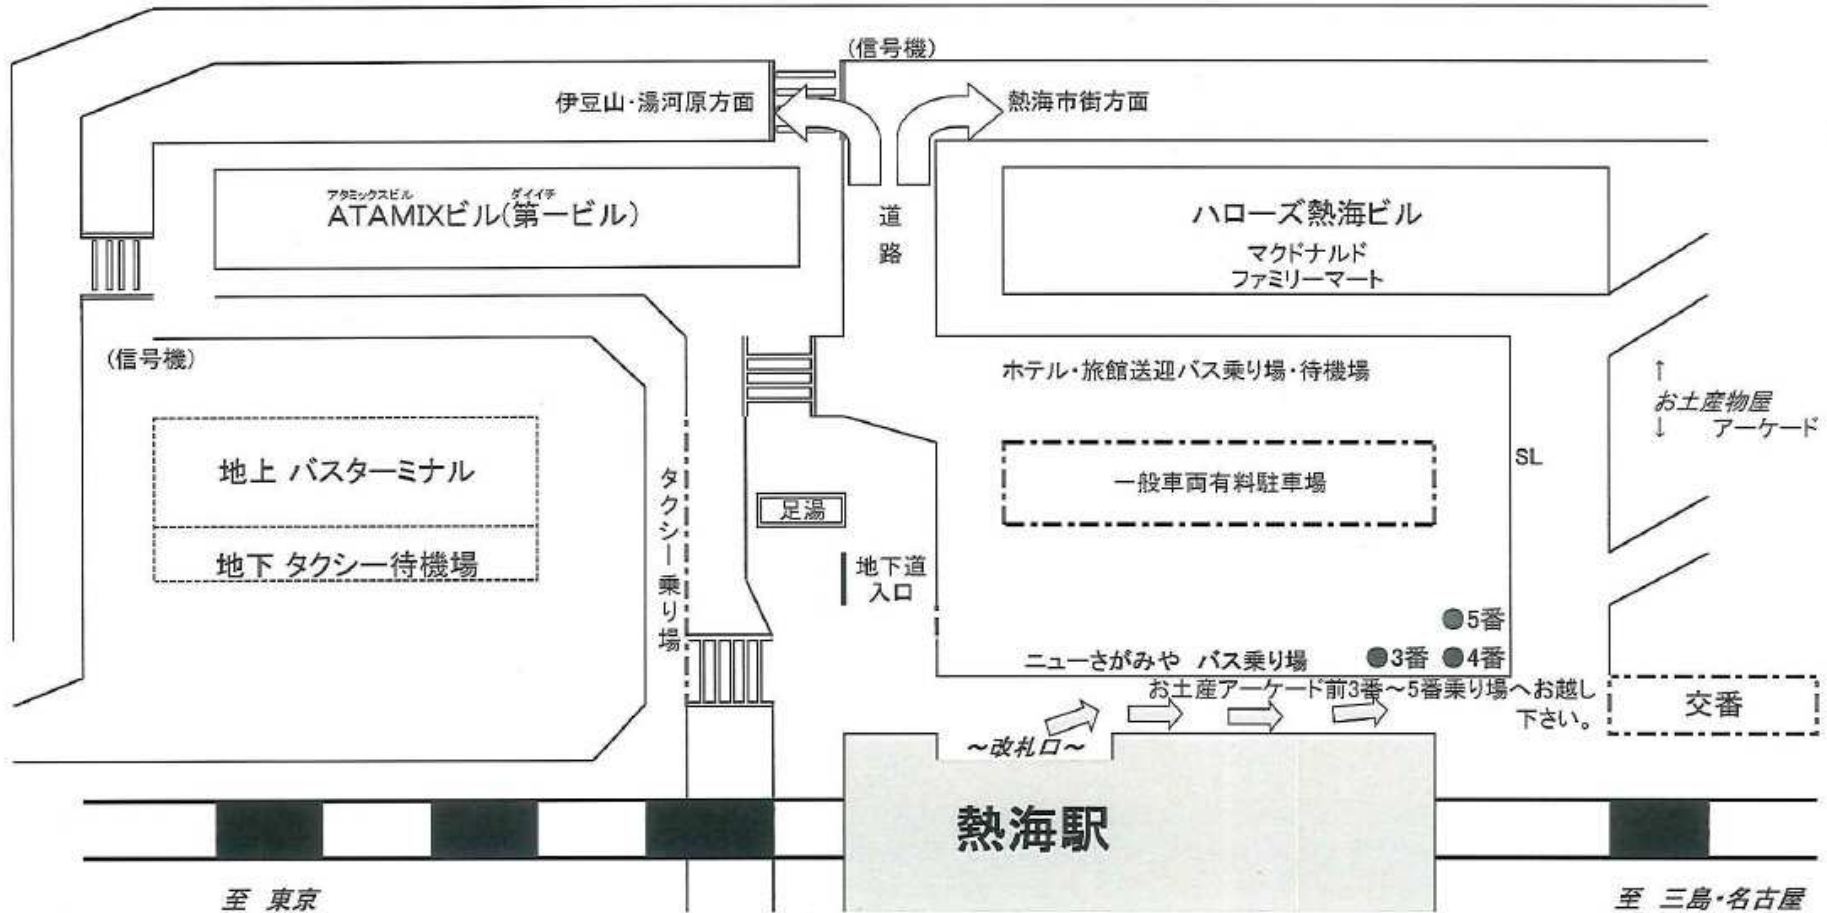 (信号機)
伊豆山・湯河原方面
熱海市街方面
アタミックスビル
ダイイチ
ATAMIXビル(第一ビル)
道路
ハローズ熱海ビル
マクドナルド
ファミリーマート
(信号機)
ホテル・旅館送迎バス乗り場・待機場
↑
お土産物屋
↓ アーケード
地上 バスターミナル
地下 タクシー待機場
タクシー乗り場
足湯
地下道
入口
一般車両有料駐車場
SL
●5番
ニューさがみや バス乗り場
●3番 ●4番
お土産アーケード前3番～5番乗り場へお越し
下さい。
交番
～改札口～
熱海駅
至 東京
至 三島・名古屋